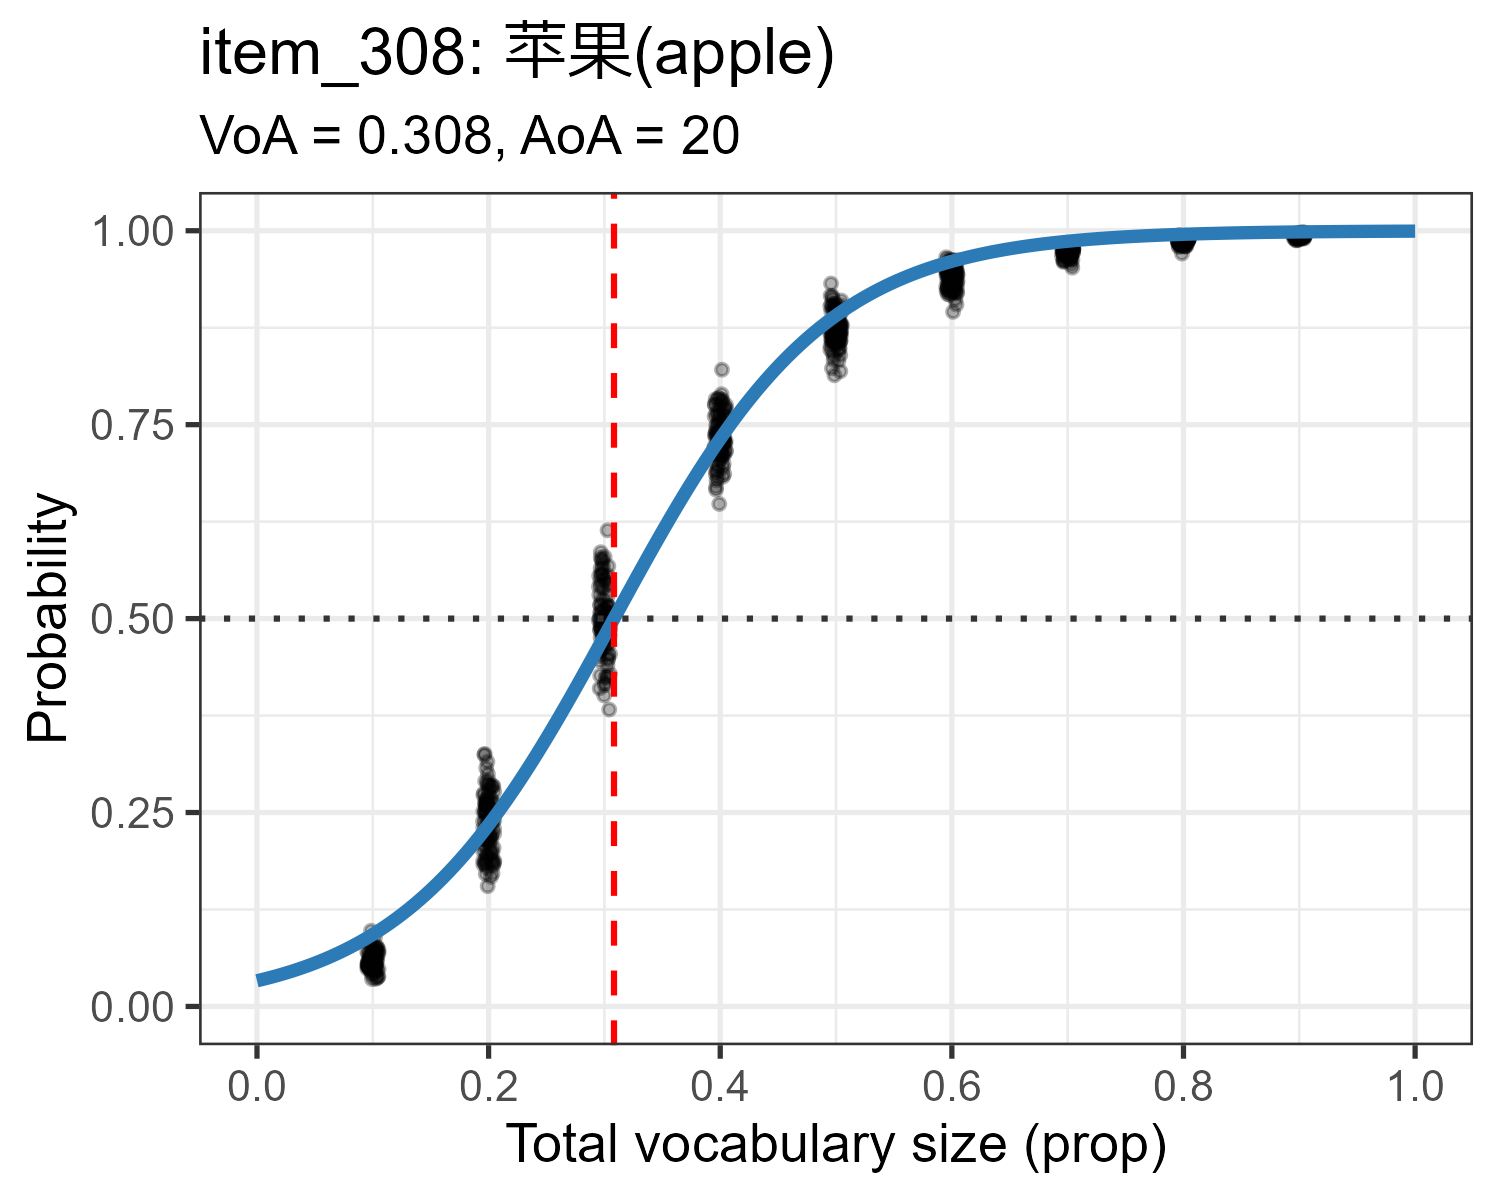 item_308: 苹果(apple)
VoA = 0.308, AoA = 20
1.00
0.75
0.50
0.25
0.00
Probability
0.0 0.2 0.4 0.6 0.8 1.0
Total vocabulary size (prop)